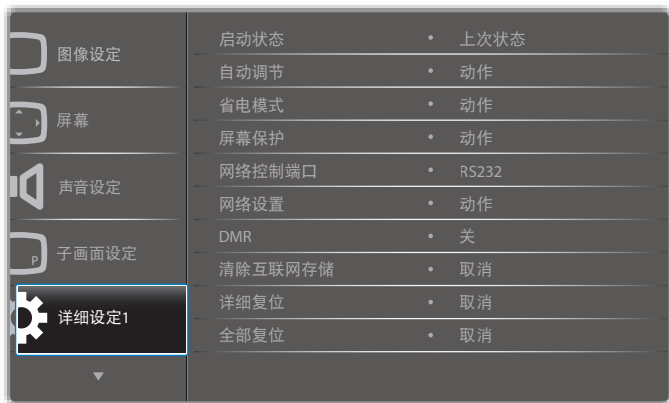 图像设定
屏幕
声音设定
P
子画面设定
详细设定1
启动状态 • 上次状态
自动调节 • 动作
省电模式 • 动作
屏幕保护 • 动作
网络控制端口 • RS232
网络设置 • 动作
DMR • 关
清除互联网存储 • 取消
详细复位 • 取消
全部复位 • 取消